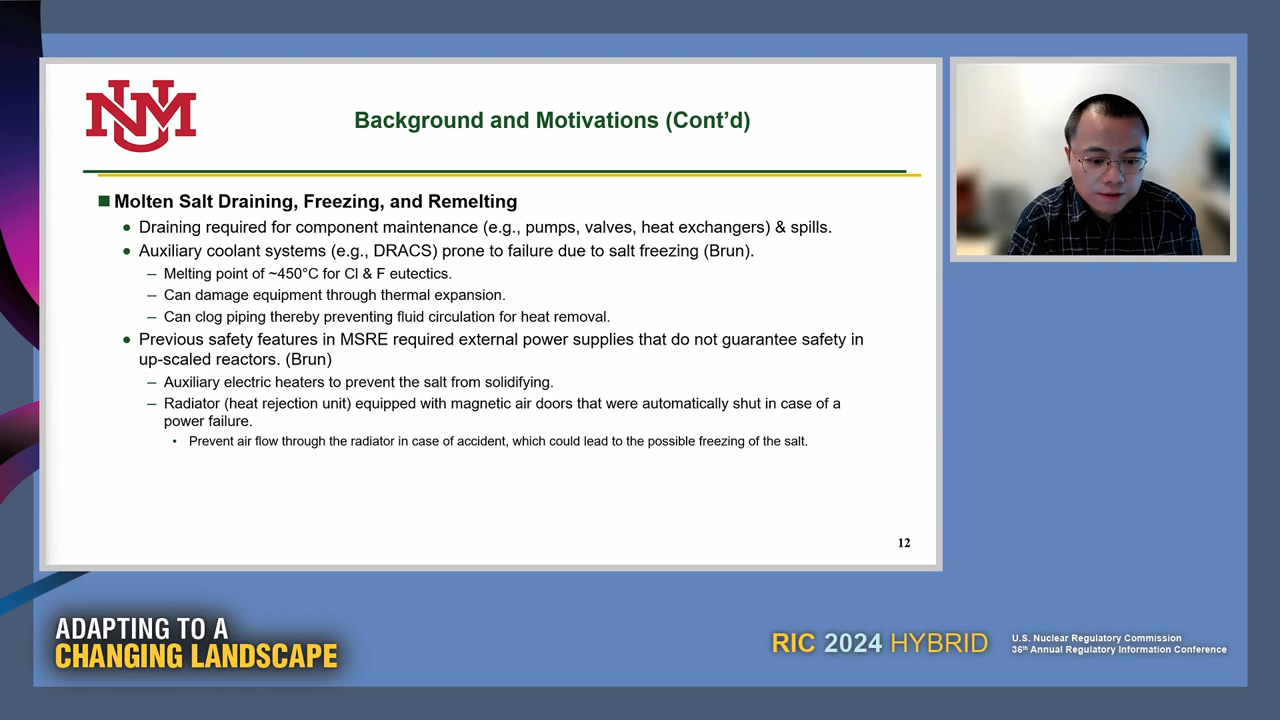 UNM
Background and Motivations (Cont’d)
■ Molten Salt Draining, Freezing, and Remelting
• Draining required for component maintenance (e.g., pumps, valves, heat exchangers) & spills.
• Auxiliary coolant systems (e.g., DRACS) prone to failure due to salt freezing (Brun).
– Melting point of ~450°C for Cl & F eutectics.
– Can damage equipment through thermal expansion.
– Can clog piping thereby preventing fluid circulation for heat removal.
• Previous safety features in MSRE required external power supplies that do not guarantee safety in
up-scaled reactors. (Brun)
– Auxiliary electric heaters to prevent the salt from solidifying.
– Radiator (heat rejection unit) equipped with magnetic air doors that were automatically shut in case of a
power failure.
• Prevent air flow through the radiator in case of accident, which could lead to the possible freezing of the salt.
12
ADAPTING TO A
CHANGING LANDSCAPE
RIC 2024 HYBRID
U.S. Nuclear Regulatory Commission
36th Annual Regulatory Information Conference